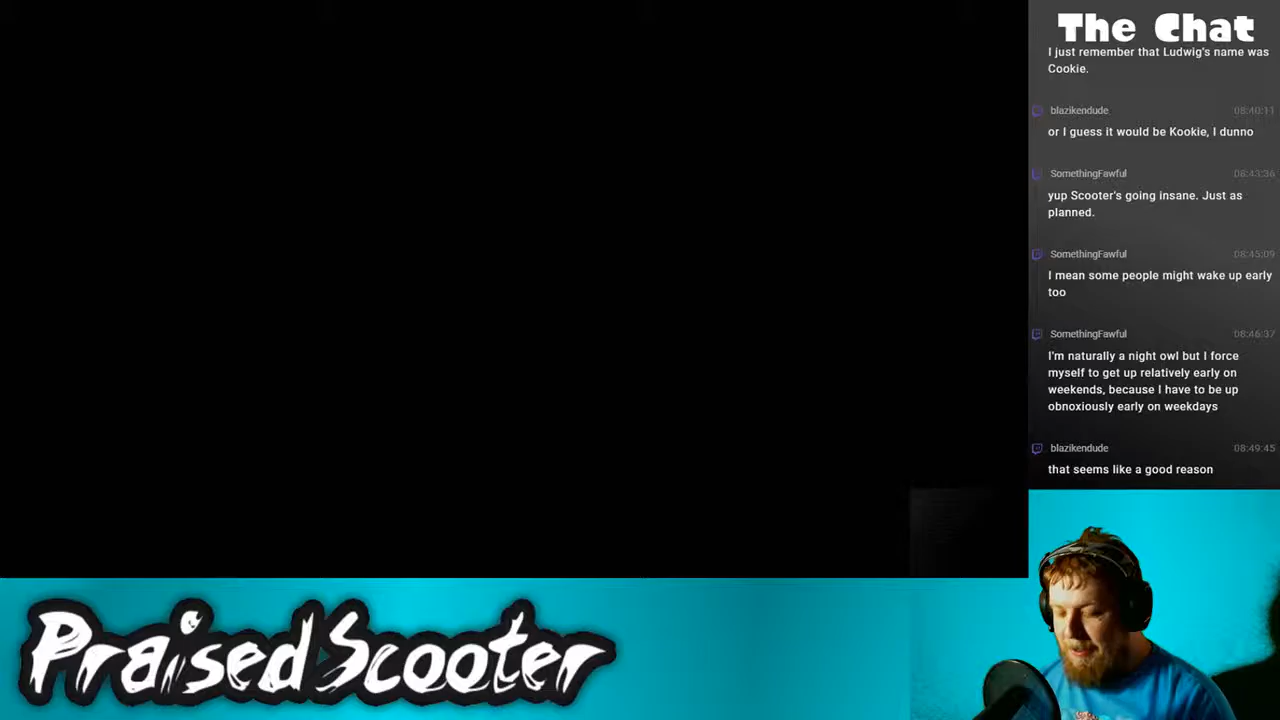 The Chat
I just remember that Ludwig's name was
Cookie.
blazikendude 08:40:11
or I guess it would be Kookie, I dunno
SomethingFawful 08:43:36
yup Scooter's going insane. Just as
planned.
SomethingFawful 08:45:09
I mean some people might wake up early
too
SomethingFawful 08:46:37
I'm naturally a night owl but I force
myself to get up relatively early on
weekends, because I have to be up
obnoxiously early on weekdays
blazikendude 08:49:45
that seems like a good reason
PraisedScooter